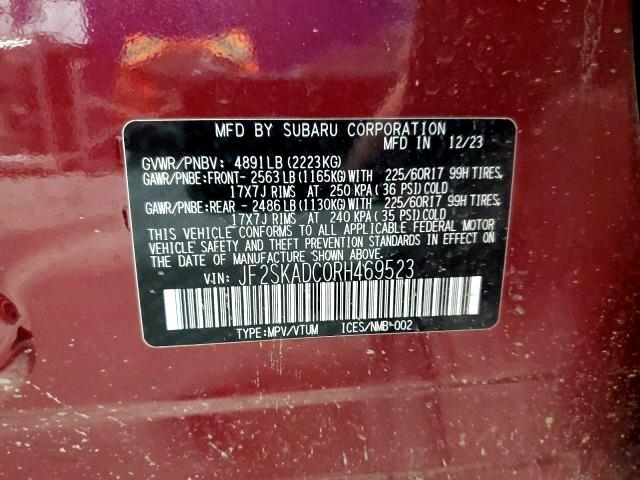 MFD BY SUBARU CORPORATION
MFD IN 12/23
GVWR/PNBV: 4891LB(2223KG)
GAWR/PNBE:FRONT- 2563LB(1165KG)WITH 225/60R17 99H TIRES,
17X7J RIMS AT 250 KPA(36 PSI)COLD
GAWR/PNBE:REAR - 2486LB(1130KG)WITH 225/60R17 99H TIRES,
17X7J RIMS AT 240 KPA(35 PSI)COLD
THIS VEHICLE CONFORMS TO ALL APPLICABLE FEDERAL MOTOR
VEHICLE SAFETY AND THEFT PREVENTION STANDARDS IN EFFECT ON
THE DATE OF MANUFACTURE SHOWN ABOVE.
VIN: JF2SKADC0RH469523
TYPE:MPV/VTUM ICES/NMB-002